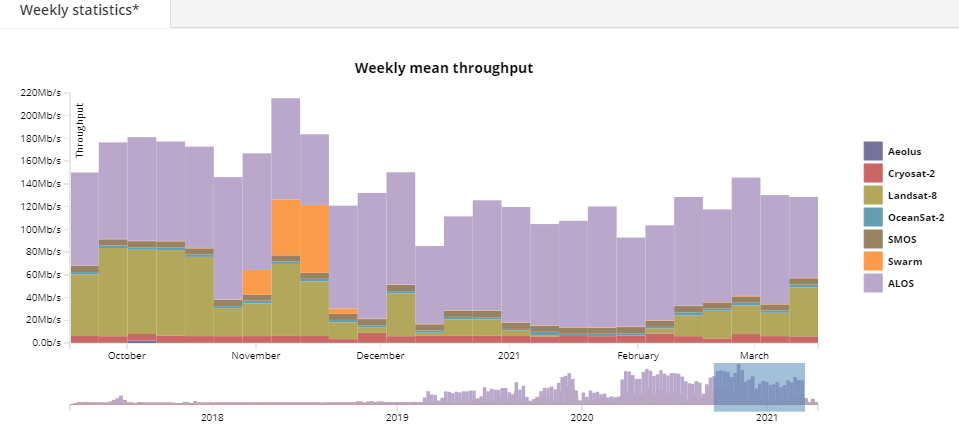 Weekly statistics*
Weekly mean throughput
220Mb/s
200Mb/s
180Mb/s
160Mb/s
140Mb/s
120Mb/s
100Mb/s
80Mb/s
60Mb/s
40Mb/s
20Mb/s
0.0b/s
Throughput
October
November
December
2021
February
March
Aeolus
Cryosat-2
Landsat-8
OceanSat-2
SMOS
Swarm
ALOS
2018
2019
2020
2021